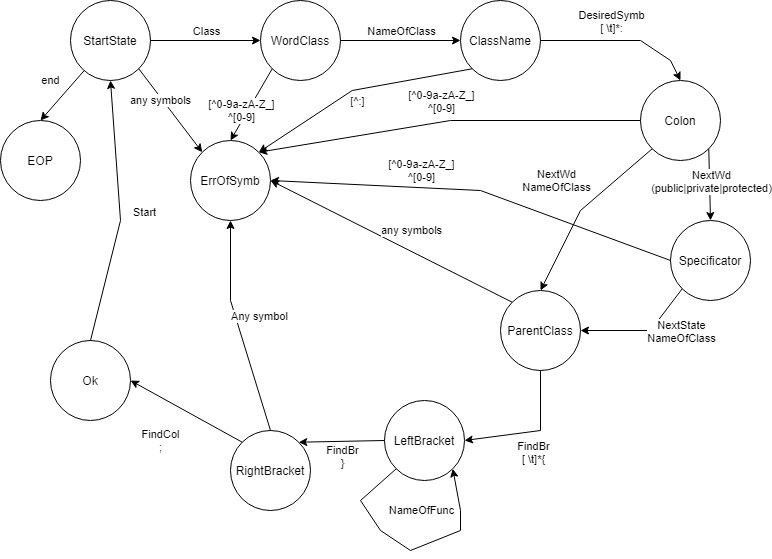 DesiredSymb
[ \t]*:
StartState
Class
WordClass
NameOfClass
ClassName
end
any symbols
[^0-9a-zA-Z_]
^[0-9]
[^:]
[^0-9a-zA-Z_]
^[0-9]
Colon
EOP
ErrOfSymb
[^0-9a-zA-Z_]
^[0-9]
NextWd
NameOfClass
NextWd
(public|private|protected)
Start
any symbols
Specificator
Any symbol
ParentClass
NextState
NameOfClass
Ok
FindCol
;
RightBracket
FindBr
}
LeftBracket
FindBr
[ \t]*{
NameOfFunc